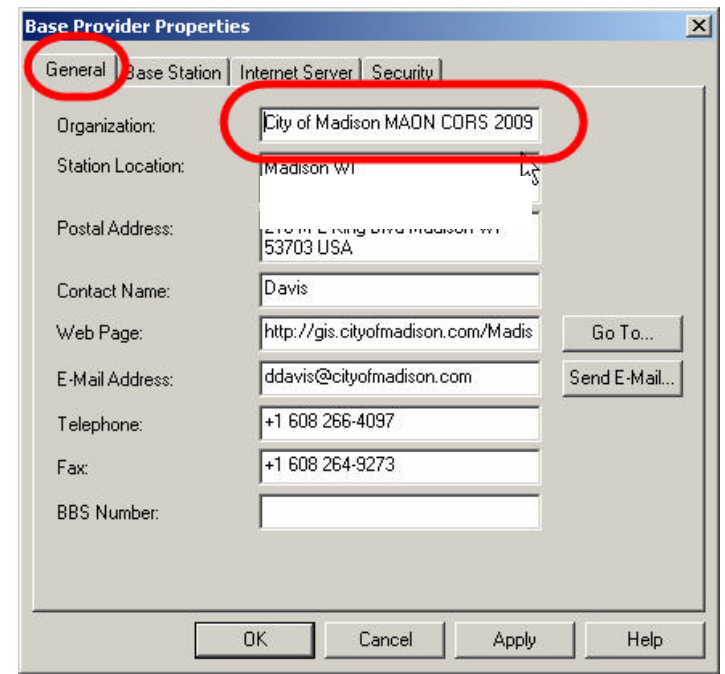 Base Provider Properties
General Base Station Internet Server Security
Organization: City of Madison MAON CORS 2009
Station Location: Madison WI
Postal Address:
53703 USA
Contact Name: Davis
Web Page: http://gis.cityofmadison.com/Madis Go To...
E-Mail Address: ddavis@cityofmadison.com Send E-Mail...
Telephone: +1 608 266-4097
Fax: +1 608 264-9273
BBS Number:
OK Cancel Apply Help